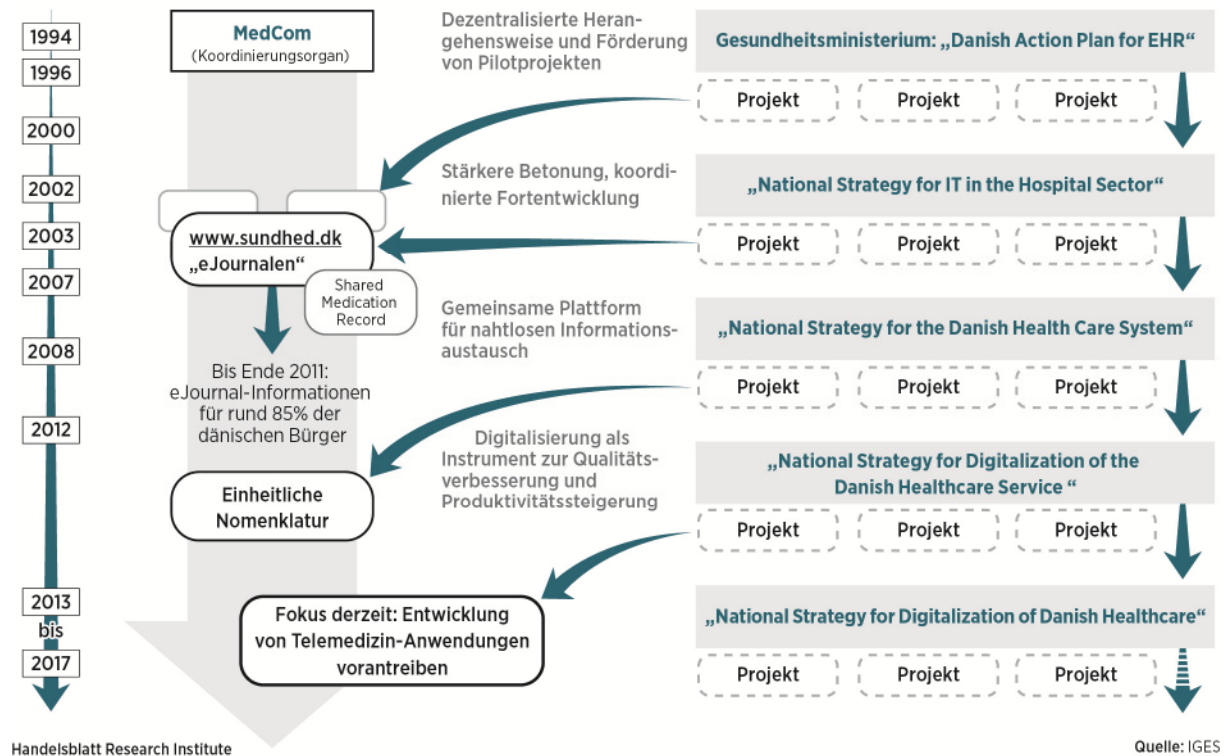 1994
1996
2000
2002
2003
2007
2008
2012
2013
bis
2017
MedCom
(Koordinierungsorgan)
www.sundhed.dk
„eJournalen“
Shared
Medication
Record
Bis Ende 2011:
eJournal-Informationen
für rund 85% der
dänischen Bürger
Einheitliche
Nomenklatur
Fokus derzeit: Entwicklung
von Telemedizin-Anwendungen
vorantreiben
Dezentralisierte Heran-
gehensweise und Förderung
von Pilotprojekten
Stärkere Betonung, koordi-
nierte Fortentwicklung
Gemeinsame Plattform
für nahtlosen Informations-
austausch
Digitalisierung als
Instrument zur Qualitäts-
verbesserung und
Produktivitätssteigerung
Gesundheitsministerium: „Danish Action Plan for EHR“
Projekt Projekt Projekt
„National Strategy for IT in the Hospital Sector“
Projekt Projekt Projekt
„National Strategy for the Danish Health Care System“
Projekt Projekt Projekt
„National Strategy for Digitalization of the
Danish Healthcare Service “
Projekt Projekt Projekt
„National Strategy for Digitalization of Danish Healthcare“
Projekt Projekt Projekt
Handelsblatt Research Institute
Quelle: IGES